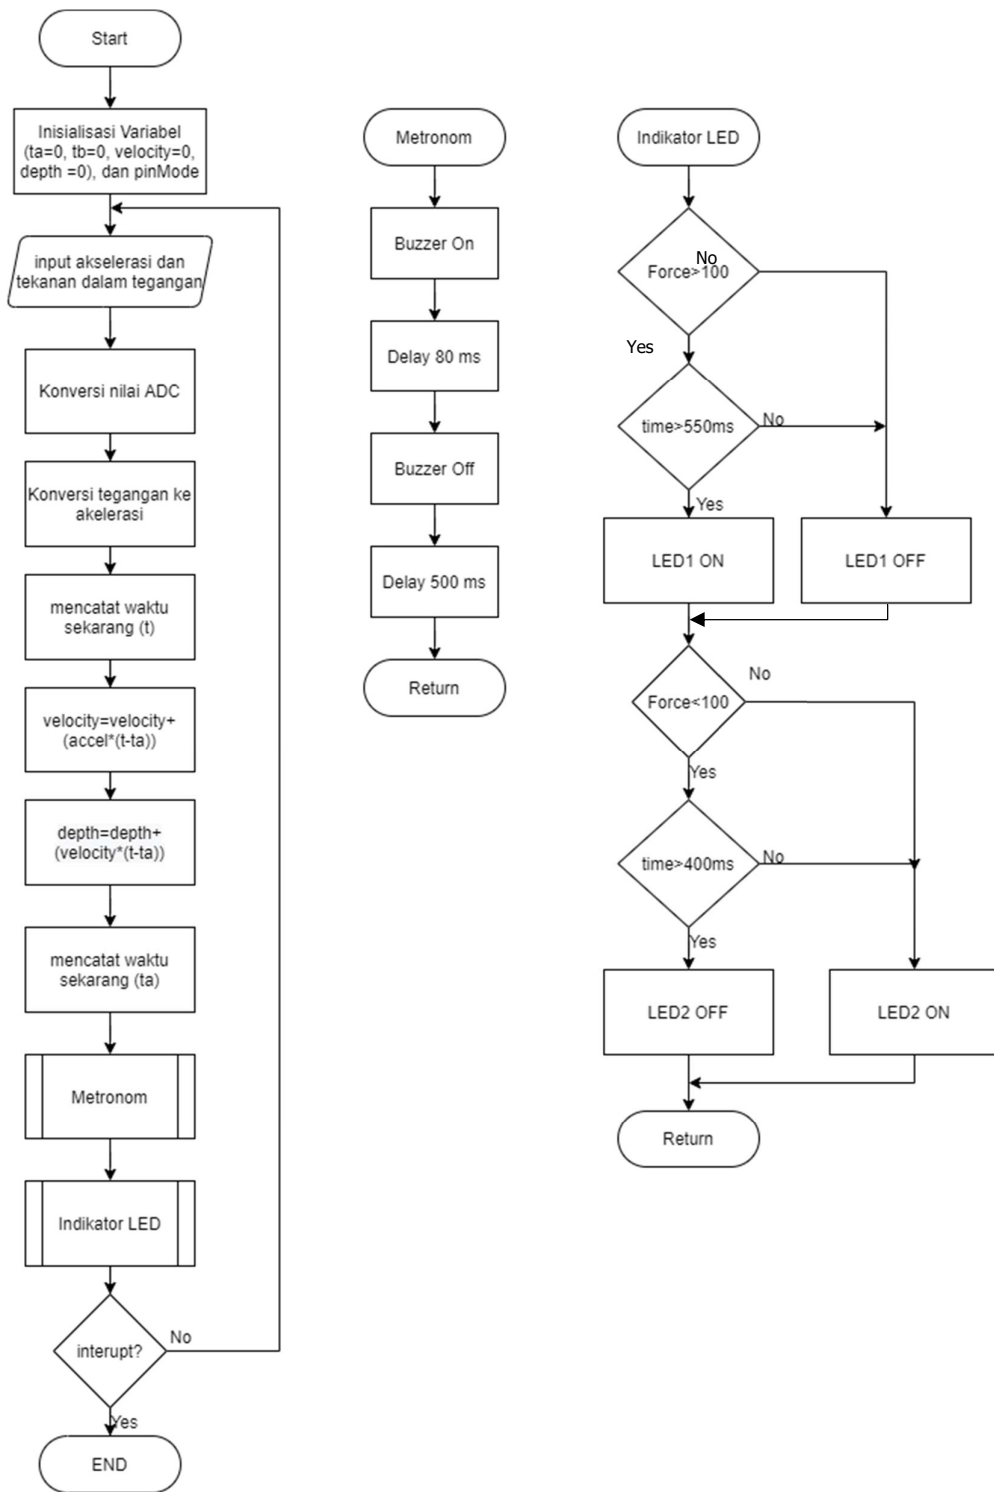 Start
Inisialisasi Variabel
(ta=0, tb=0, velocity=0,
depth =0), dan pinMode
input akselerasi dan
tekanan dalam tegangan
Konversi nilai ADC
Konversi tegangan ke
akelerasi
mencatat waktu
sekarang (t)
velocity=velocity+
(accel*(t-ta))
depth=depth+
(velocity*(t-ta))
mencatat waktu
sekarang (ta)
Metronom
Indikator LED
interupt?
No
Yes
END
Metronom
Buzzer On
Delay 80 ms
Buzzer Off
Delay 500 ms
Return
Indikator LED
No
Force>100
Yes
time>550ms
No
Yes
LED1 ON
LED1 OFF
Force<100
No
Yes
time>400ms
No
Yes
LED2 OFF
LED2 ON
Return